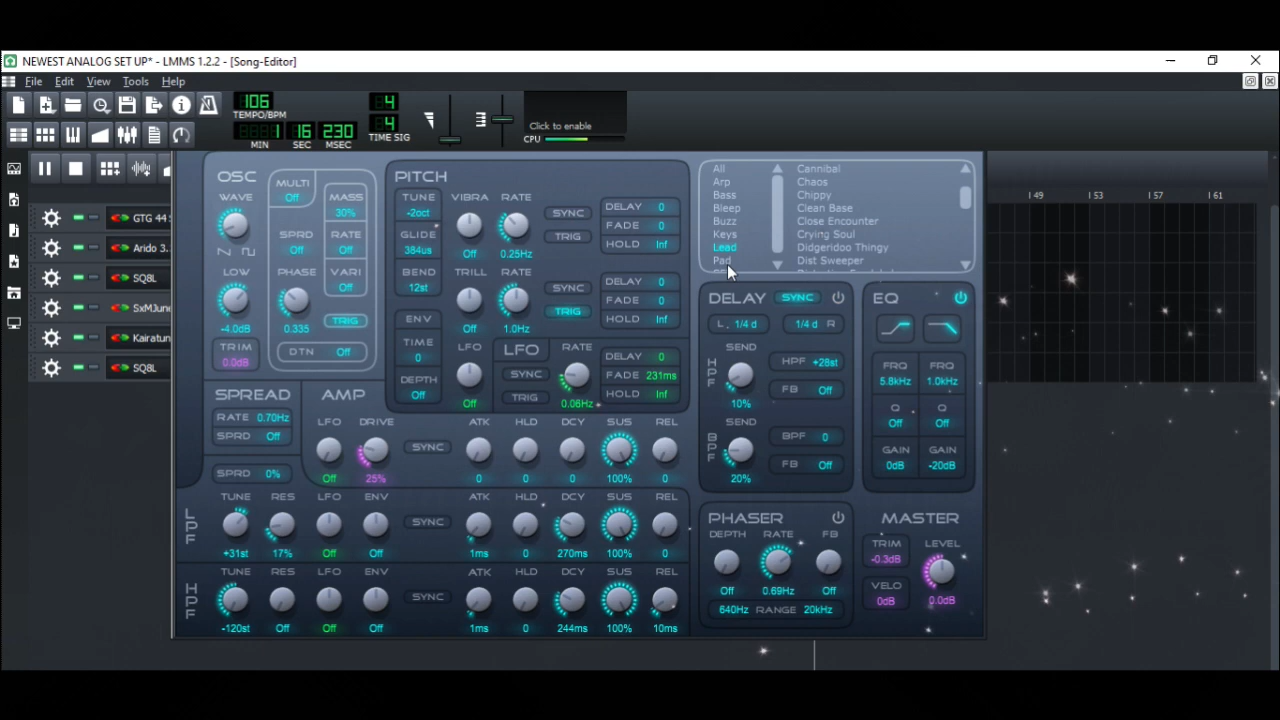 NEWEST ANALOG SET UP* - LMMS 1.2.2 - [Song-Editor]
File Edit View Tools Help
106
TEMPO/BPM
1 16 230
MIN SEC MSEC
4
4
TIME SIG
Click to enable
CPU
49 53 57 61
GTG 44
Arido 3.
SQ8L
SxMJun
Kairatun
SQ8L
OSC
WAVE
MULTI
Off
MASS
30%
SPRD
Off
RATE
Off
LOW
-4.0dB
PHASE
0.335
VARI
Off
TRIG
TRIM
0.0dB
DTN Off
PITCH
TUNE
-2oct
GLIDE
384us
BEND
12st
ENV
TIME
0
DEPTH
Off
VIBRA
Off
RATE
0.25Hz
SYNC
TRIG
DELAY 0
FADE 0
HOLD Inf
TRILL
Off
RATE
1.0Hz
SYNC
TRIG
DELAY 0
FADE 0
HOLD Inf
LFO
Off
LFO
SYNC
TRIG
RATE
0.06Hz
DELAY 0
FADE 231ms
HOLD Inf
SPREAD
RATE 0.70Hz
SPRD Off
SPRD 0%
AMP
LFO DRIVE SYNC ATK HLD DCY SUS REL
Off 25% 0 0 0 100% 0
LPF
TUNE RES LFO ENV SYNC ATK HLD DCY SUS REL
+31st 17% Off Off 1ms 0 270ms 100% 0
HPF
TUNE RES LFO ENV SYNC ATK HLD DCY SUS REL
-120st Off Off Off 1ms 0 244ms 100% 10ms
All
Arp
Bass
Bleep
Buzz
Keys
Lead
Pad
Cannibal
Chaos
Chippy
Clean Base
Close Encounter
Crying Soul
Didgeridoo Thingy
Dist Sweeper
DELAY SYNC
L. 1/4 d 1/4 d R
HPF
SEND
10%
HPF +28st
FB Off
BPF
SEND
20%
BPF 0
FB Off
EQ
FRQ FRQ
5.8kHz 1.0kHz
Q Q
Off Off
GAIN GAIN
0dB -20dB
PHASER
DEPTH RATE FB
Off 0.69Hz Off
640Hz RANGE 20kHz
MASTER
TRIM
-0.3dB
LEVEL
0.0dB
VELO
0dB